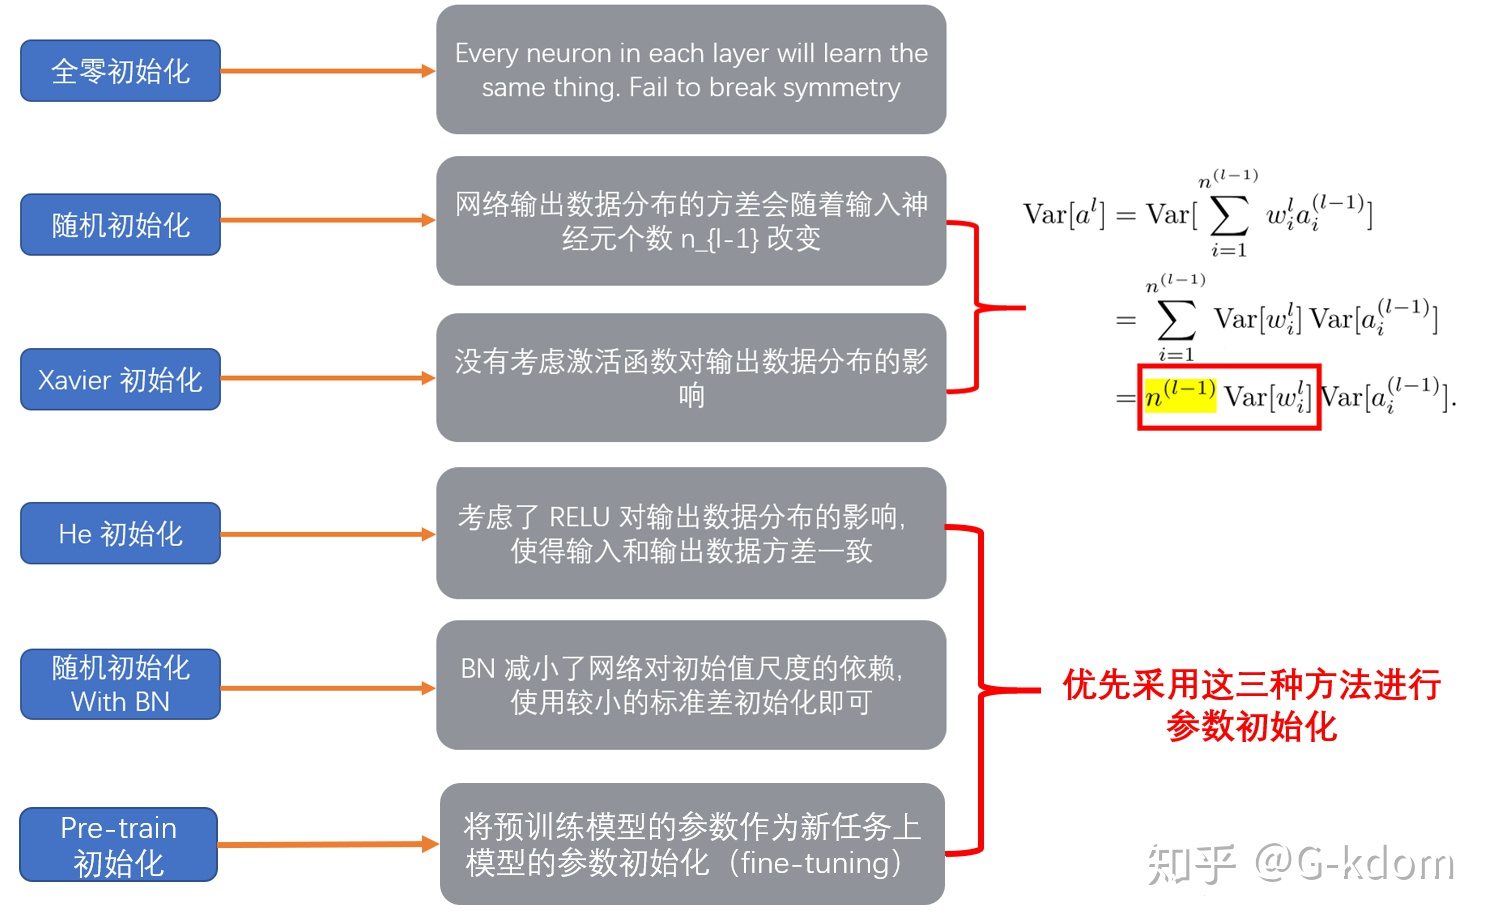 全零初始化
Every neuron in each layer will learn the
same thing. Fail to break symmetry
随机初始化
网络输出数据分布的方差会随着输入神
经元个数 n_{l-1} 改变
Xavier 初始化
没有考虑激活函数对输出数据分布的影
响
Var[a^l] = Var[∑_{i=1}^{n^{(l-1)}} w_i^l a_i^{(l-1)}]
= ∑_{i=1}^{n^{(l-1)}} Var[w_i^l] Var[a_i^{(l-1)}]
= n^{(l-1)} Var[w_i^l] Var[a_i^{(l-1)}].
He 初始化
考虑了 RELU 对输出数据分布的影响,
使得输入和输出数据方差一致
随机初始化
With BN
BN 减小了网络对初始值尺度的依赖,
使用较小的标准差初始化即可
Pre-train
初始化
将预训练模型的参数作为新任务上
模型的参数初始化（fine-tuning）
优先采用这三种方法进行
参数初始化
知乎 @G-kdom